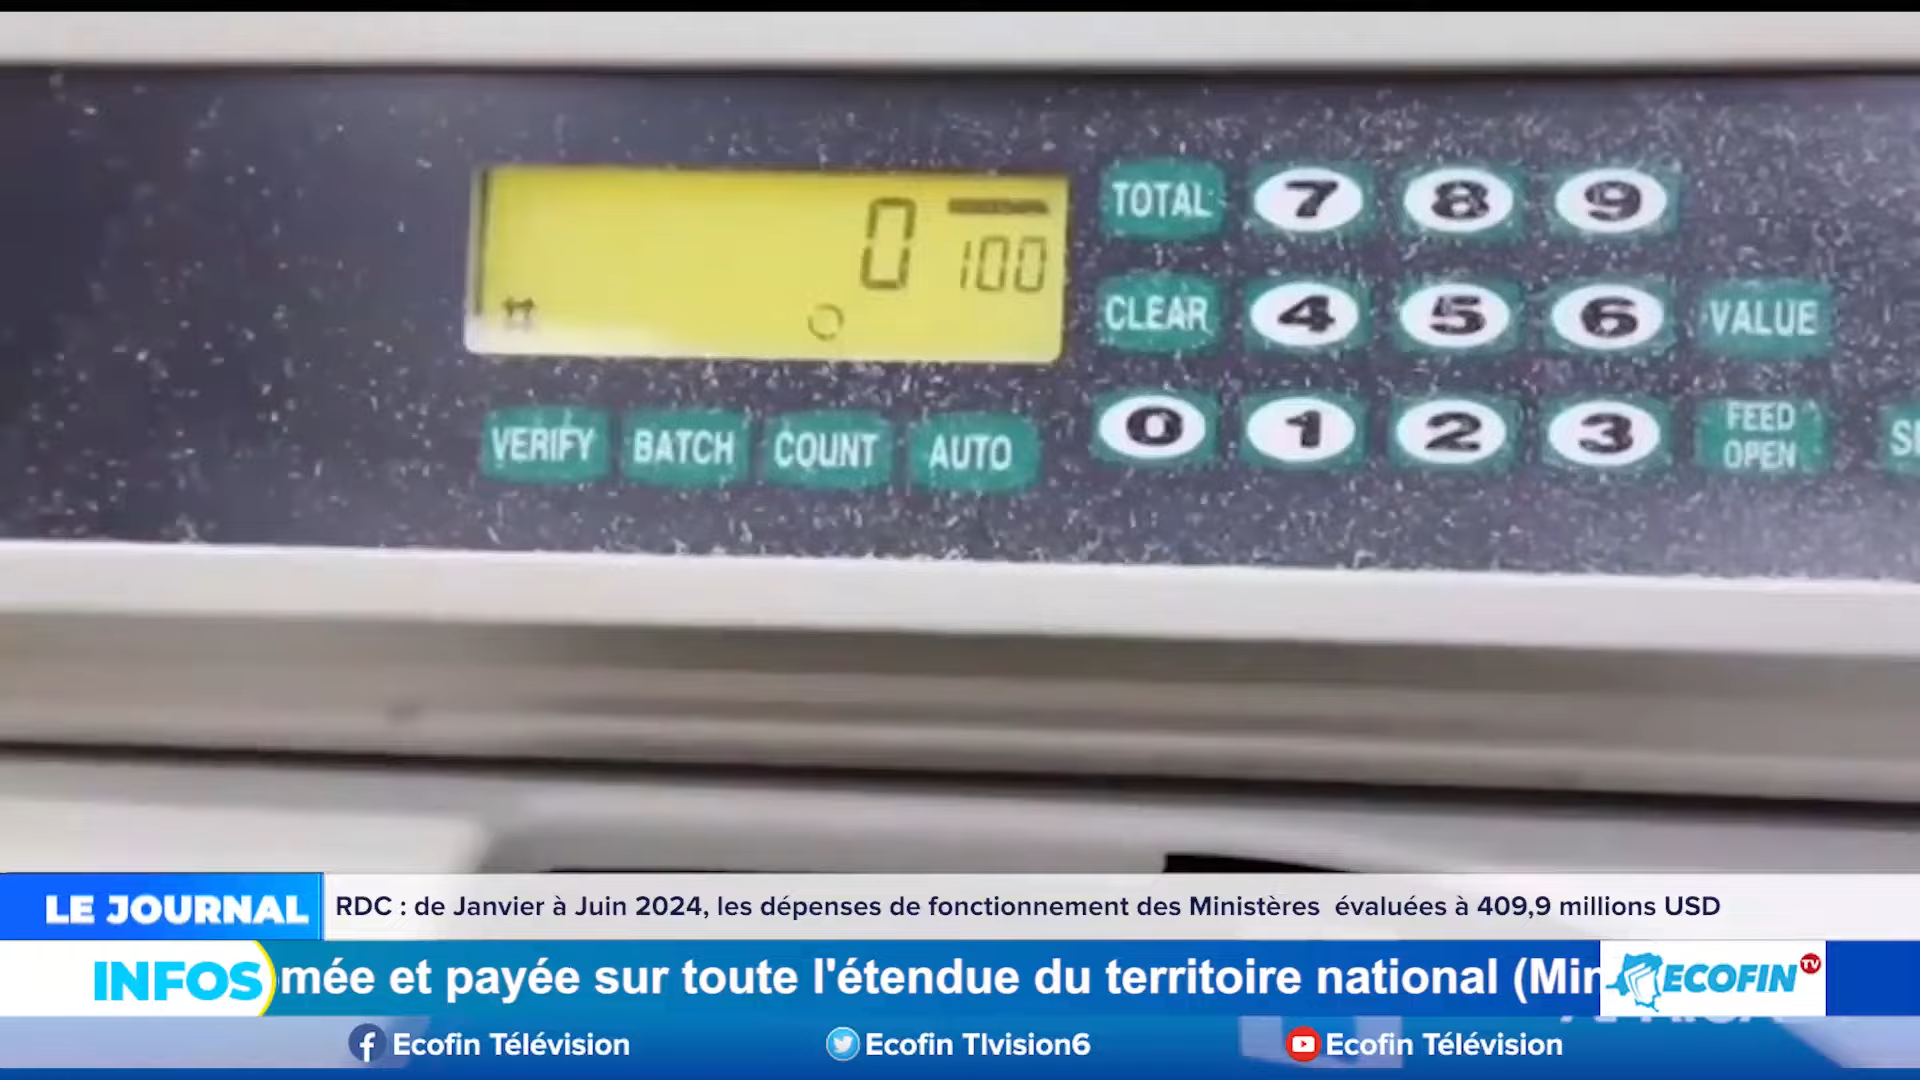 0 100
TOTAL 7 8 9
CLEAR 4 5 6 VALUE
VERIFY BATCH COUNT AUTO
0 1 2 3 FEED OPEN
LE JOURNAL
RDC : de Janvier à Juin 2024, les dépenses de fonctionnement des Ministères évaluées à 409,9 millions USD
INFOS
mée et payée sur toute l'étendue du territoire national (Min
ECOFIN TV
Ecofin Télévision
Ecofin Tlvision6
Ecofin Télévision